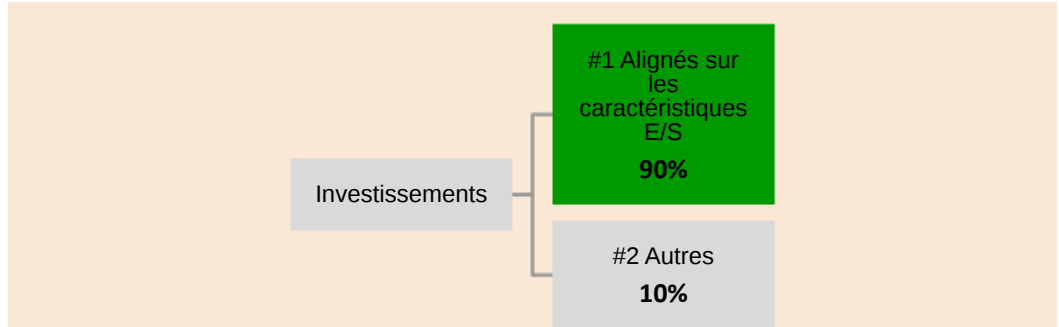 #1 Alignés sur
les
caractéristiques
E/S
90%
Investissements
#2 Autres
10%